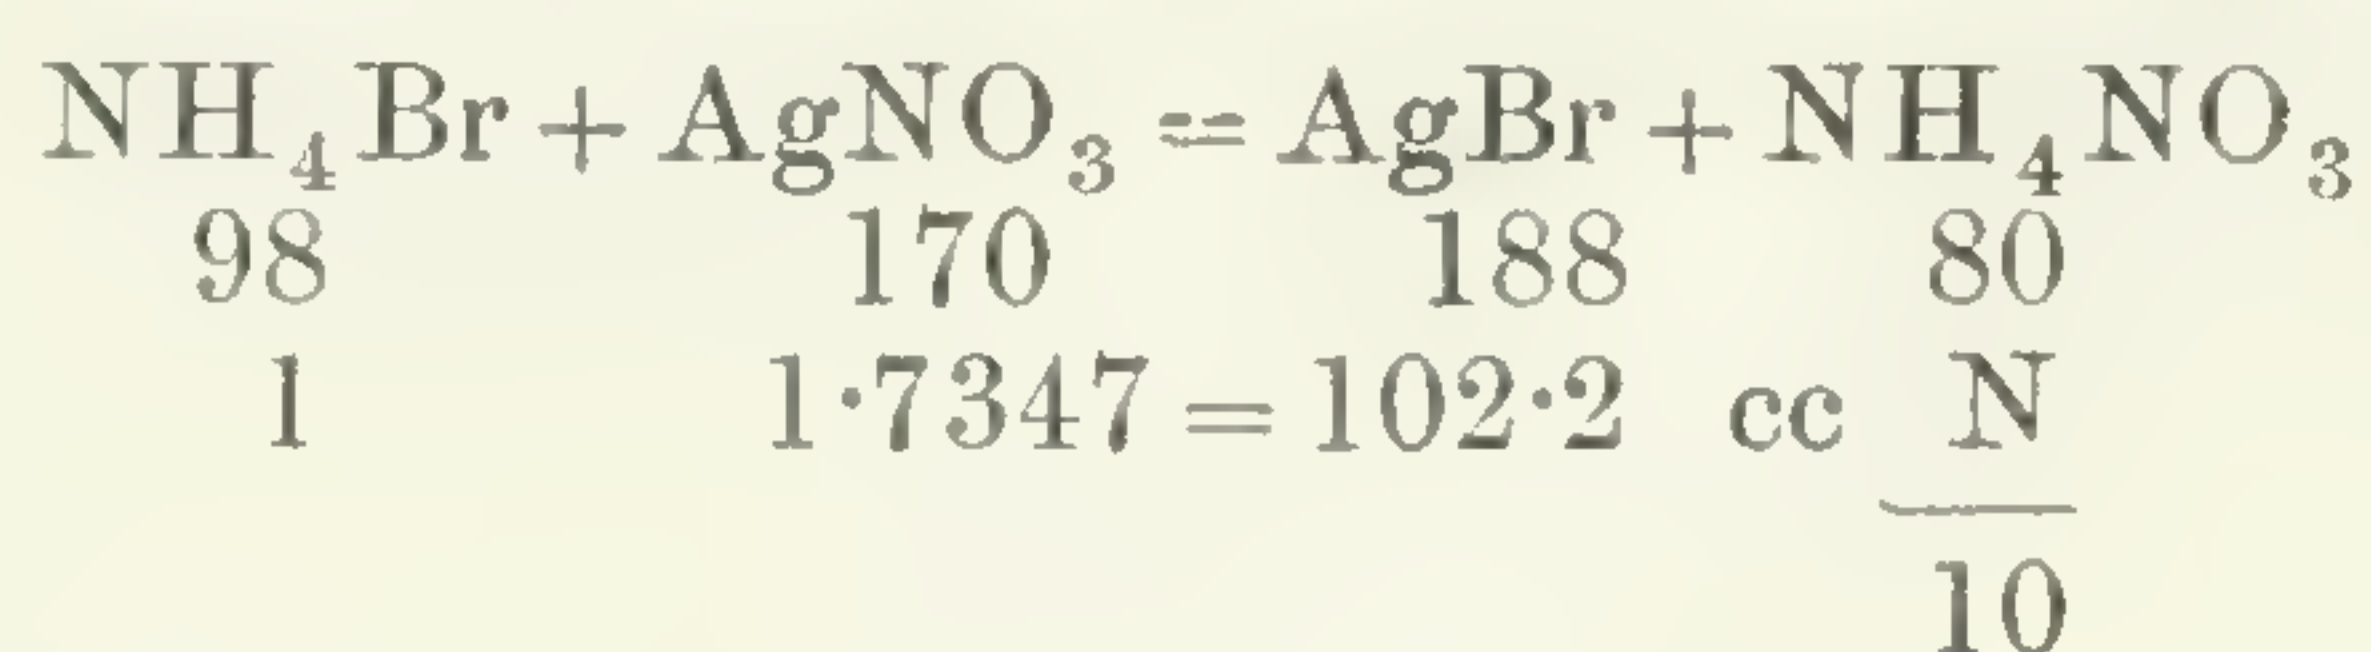 NH₄Br + AgNO₃ = AgBr + NH₄NO₃
98 170 188 80
1 1·7347 = 102·2 cc N
10